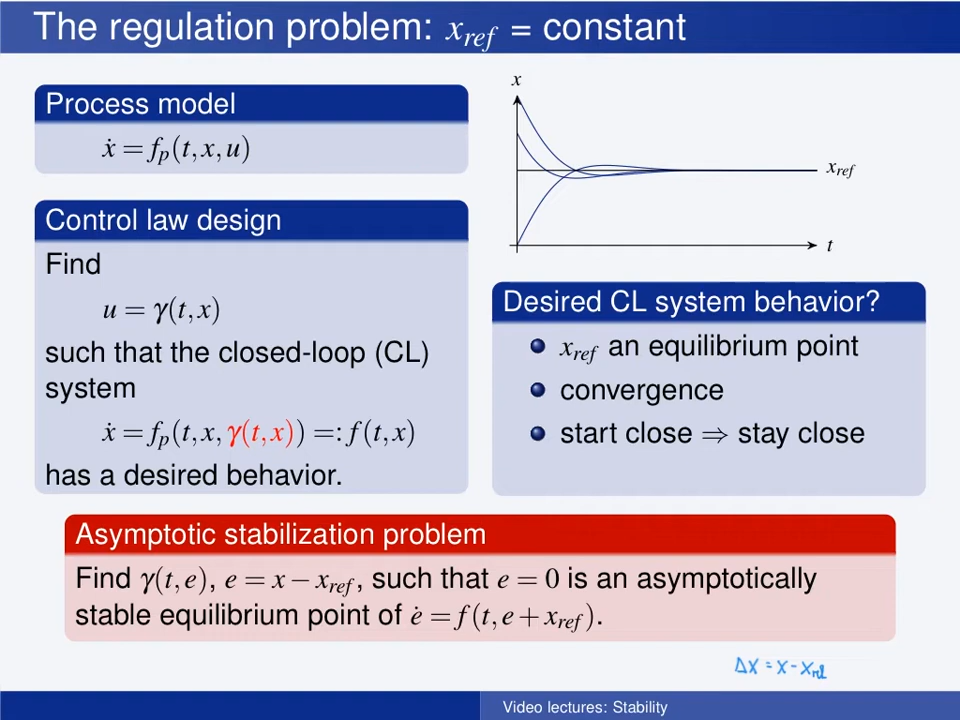 The regulation problem: x_ref = constant
Process model
ẋ = f_p(t, x, u)
Control law design
Find
u = γ(t, x)
such that the closed-loop (CL)
system
ẋ = f_p(t, x, γ(t, x)) =: f(t, x)
has a desired behavior.
x
x_ref
t
Desired CL system behavior?
x_ref an equilibrium point
convergence
start close ⇒ stay close
Asymptotic stabilization problem
Find γ(t, e), e = x − x_ref, such that e = 0 is an asymptotically
stable equilibrium point of ė = f(t, e + x_ref).
Δx = x - x_ref
Video lectures: Stability